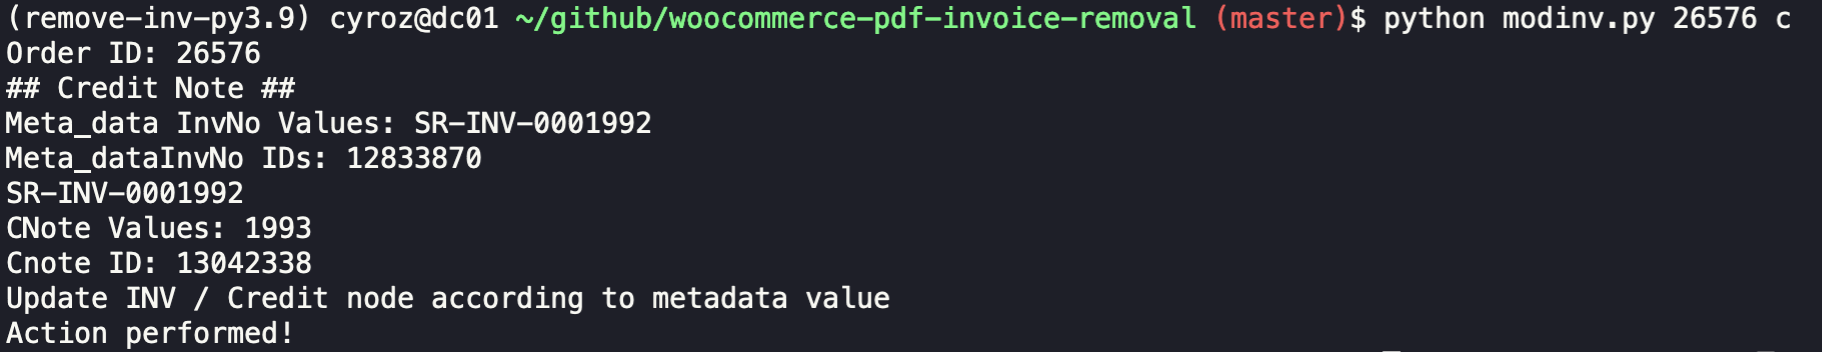 (remove-inv-py3.9) cyroz@dc01 ~/github/woocommerce-pdf-invoice-removal (master)$ python modinv.py 26576 c
Order ID: 26576
## Credit Note ##
Meta_data InvNo Values: SR-INV-0001992
Meta_dataInvNo IDs: 12833870
SR-INV-0001992
CNote Values: 1993
Cnote ID: 13042338
Update INV / Credit node according to metadata value
Action performed!